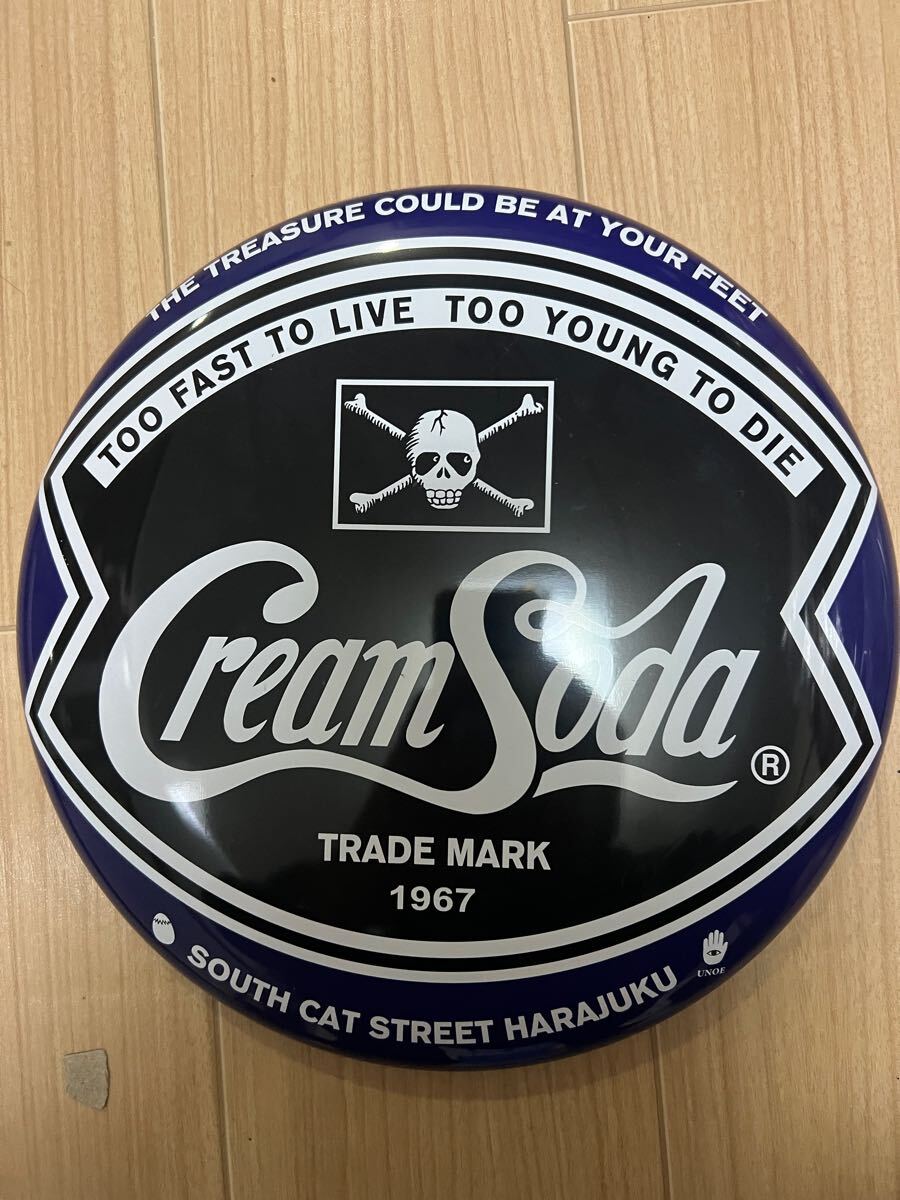 THE TREASURE COULD BE AT YOUR FEET
TOO FAST TO LIVE TOO YOUNG TO DIE
Cream Soda ®
TRADE MARK
1967
UNOE
SOUTH CAT STREET HARAJUKU